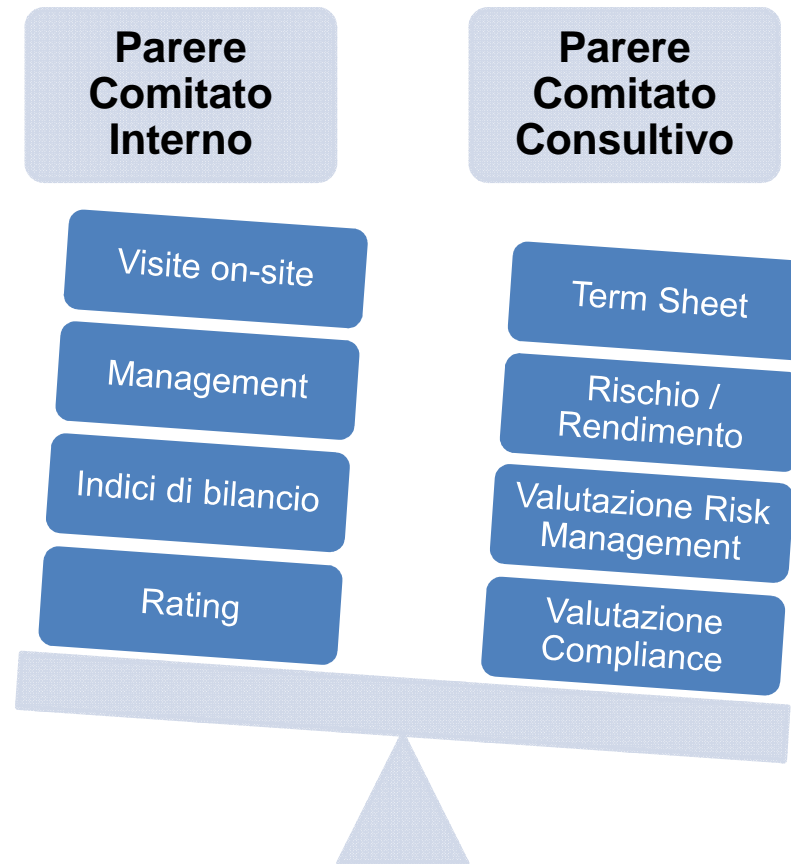 Parere
Comitato
Interno
Parere
Comitato
Consultivo
Visite on-site
Management
Indici di bilancio
Rating
Term Sheet
Rischio /
Rendimento
Valutazione Risk
Management
Valutazione
Compliance